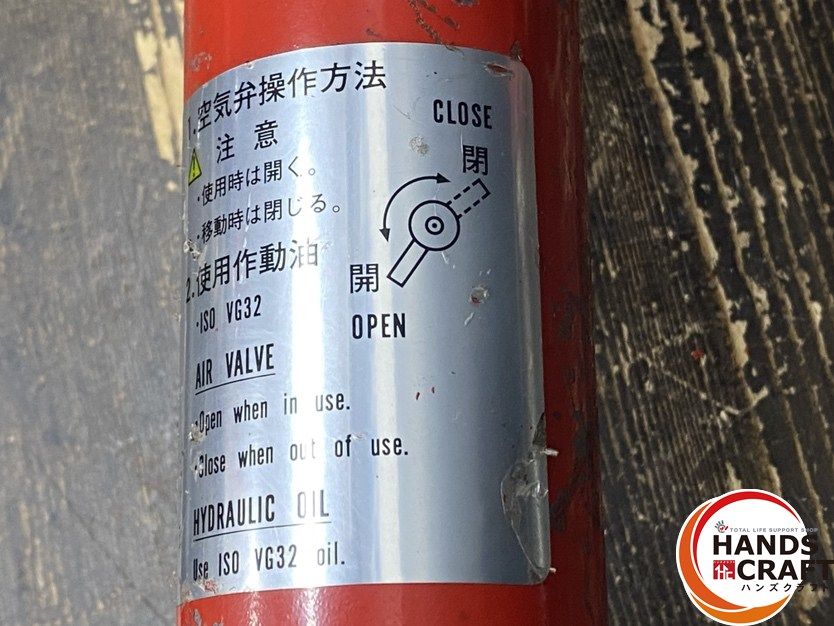 1.空気弁操作方法
注意
・使用時は開く。
・移動時は閉じる。
2.使用作動油
・ISO VG32
AIR VALVE
・Open when in use.
・Close when out of use.
HYDRAULIC OIL
Use ISO VG32 oil.
CLOSE
閉
開
OPEN
TOTAL LIFE SUPPORT SHOP
HANDS
CRAFT
ハンズクラフト